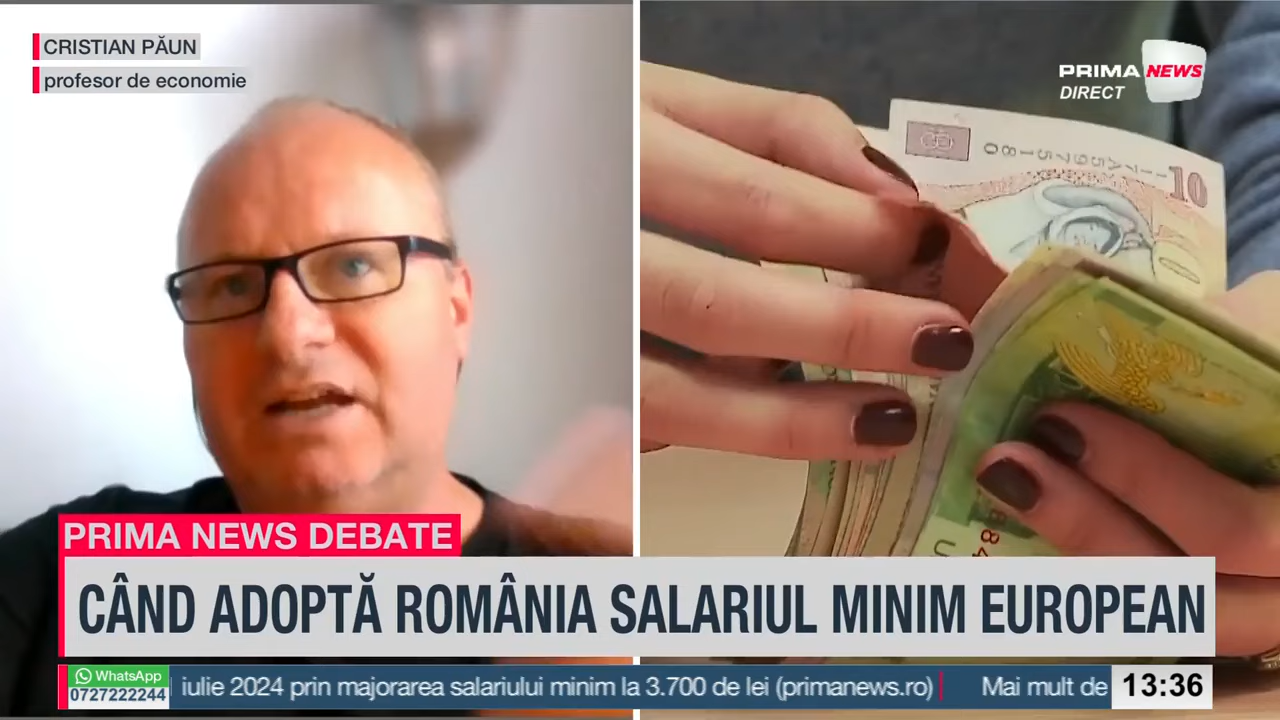 CRISTIAN PĂUN
profesor de economie
PRIMA NEWS
DIRECT
10
PRIMA NEWS DEBATE
CÂND ADOPTĂ ROMÂNIA SALARIUL MINIM EUROPEAN
WhatsApp
0727222244
iulie 2024 prin majorarea salariului minim la 3.700 de lei (primanews.ro)
Mai mult de
13:36